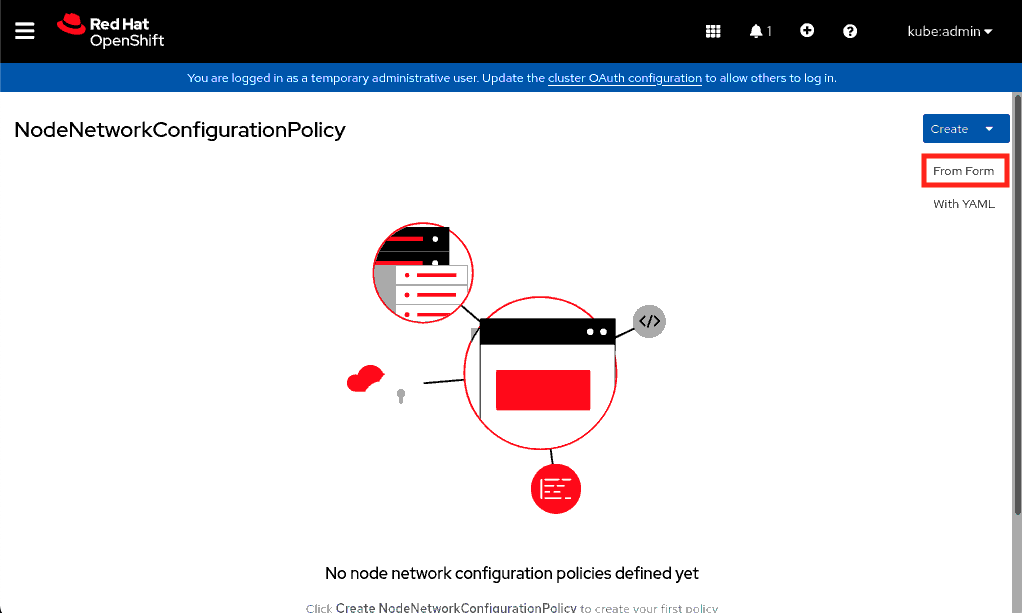 Red Hat
OpenShift
1
kube:admin
You are logged in as a temporary administrative user. Update the cluster OAuth configuration to allow others to log in.
NodeNetworkConfigurationPolicy
Create
From Form
With YAML
</>
No node network configuration policies defined yet
Click Create NodeNetworkConfigurationPolicy to create your first policy